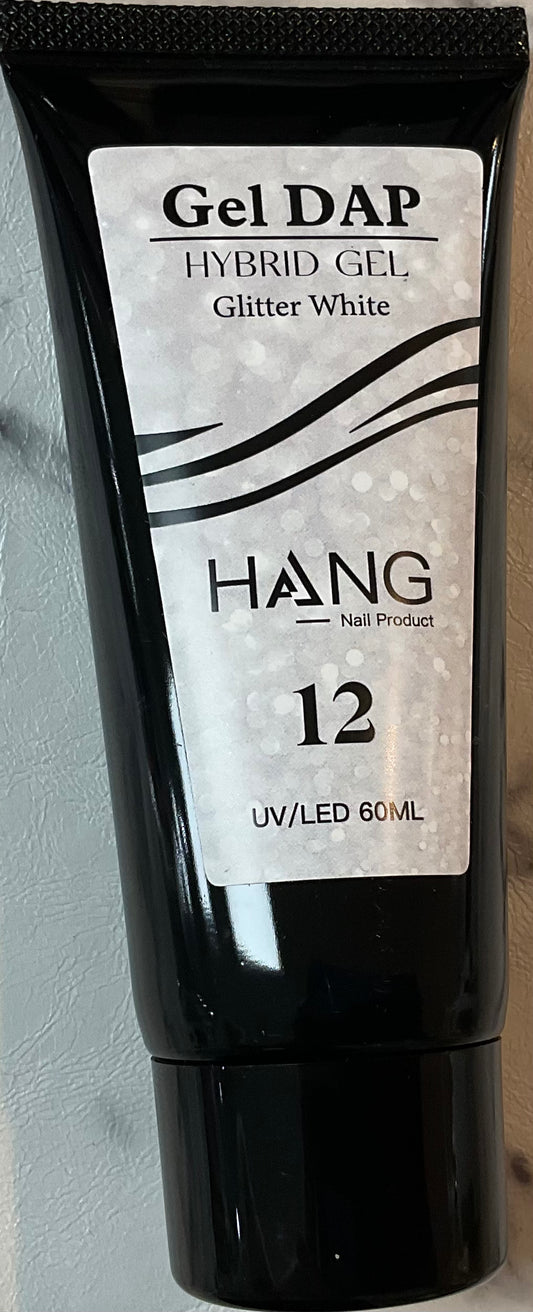 Gel DAP
HYBRID GEL
Glitter White
HANG
Nail Product
12
UV/LED 60ML